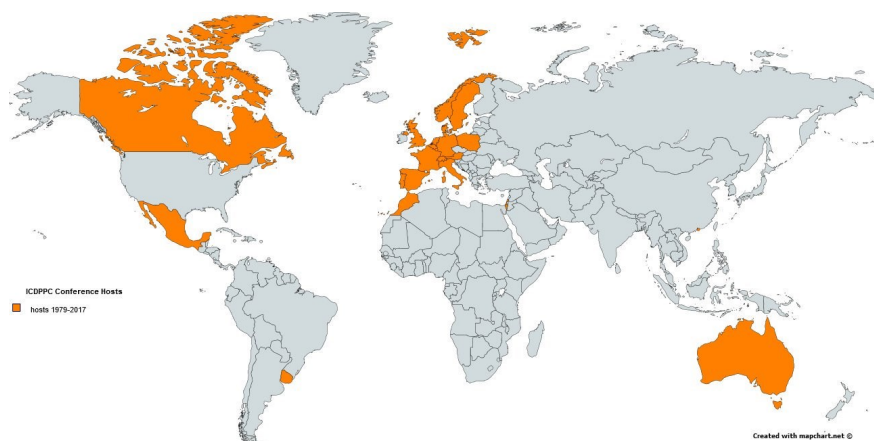 ICDPPC Conference Hosts
hosts 1979-2017
Created with mapchart.net ©